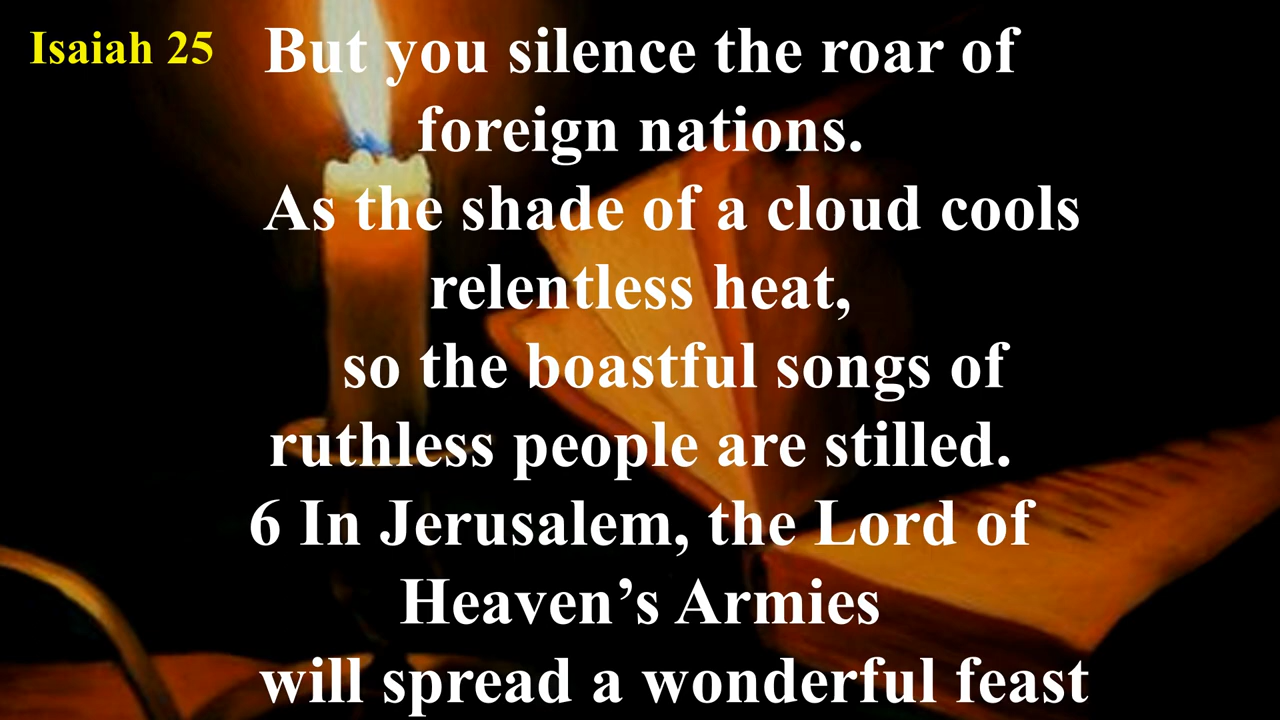 Isaiah 25
But you silence the roar of
foreign nations.
As the shade of a cloud cools
relentless heat,
so the boastful songs of
ruthless people are stilled.
6 In Jerusalem, the Lord of
Heaven’s Armies
will spread a wonderful feast